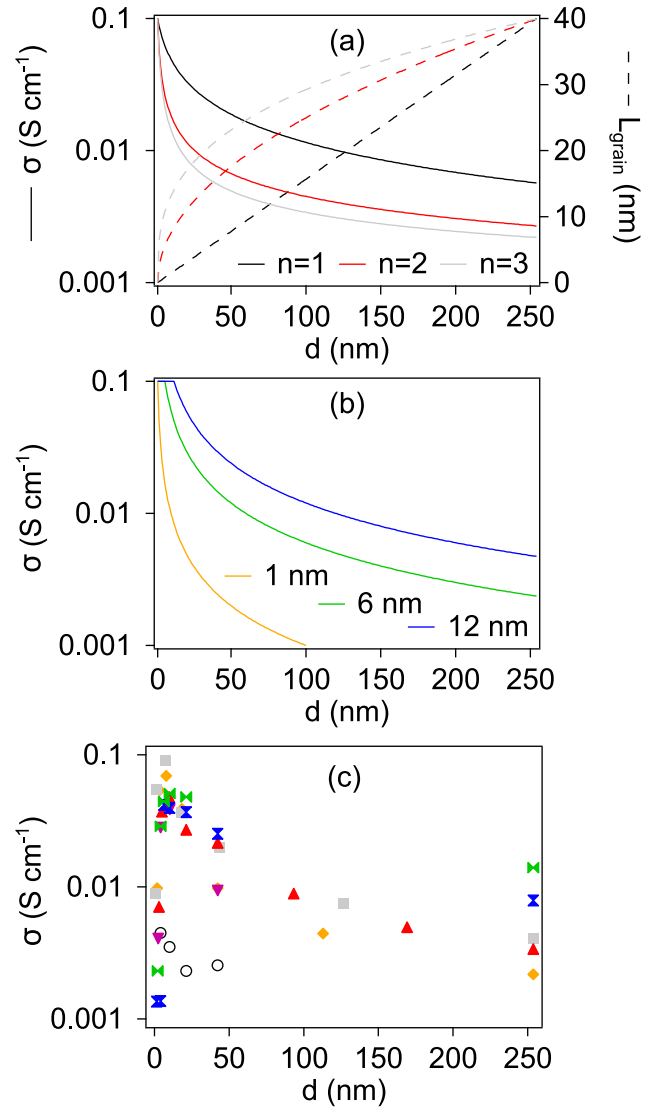 (a)
0.1
0.01
0.001
σ (S cm⁻¹)
40
30
20
10
0
L_grain (nm)
n=1
n=2
n=3
0 50 100 150 200 250
d (nm)
(b)
0.1
0.01
0.001
σ (S cm⁻¹)
1 nm
6 nm
12 nm
0 50 100 150 200 250
d (nm)
(c)
0.1
0.01
0.001
σ (S cm⁻¹)
0 50 100 150 200 250
d (nm)